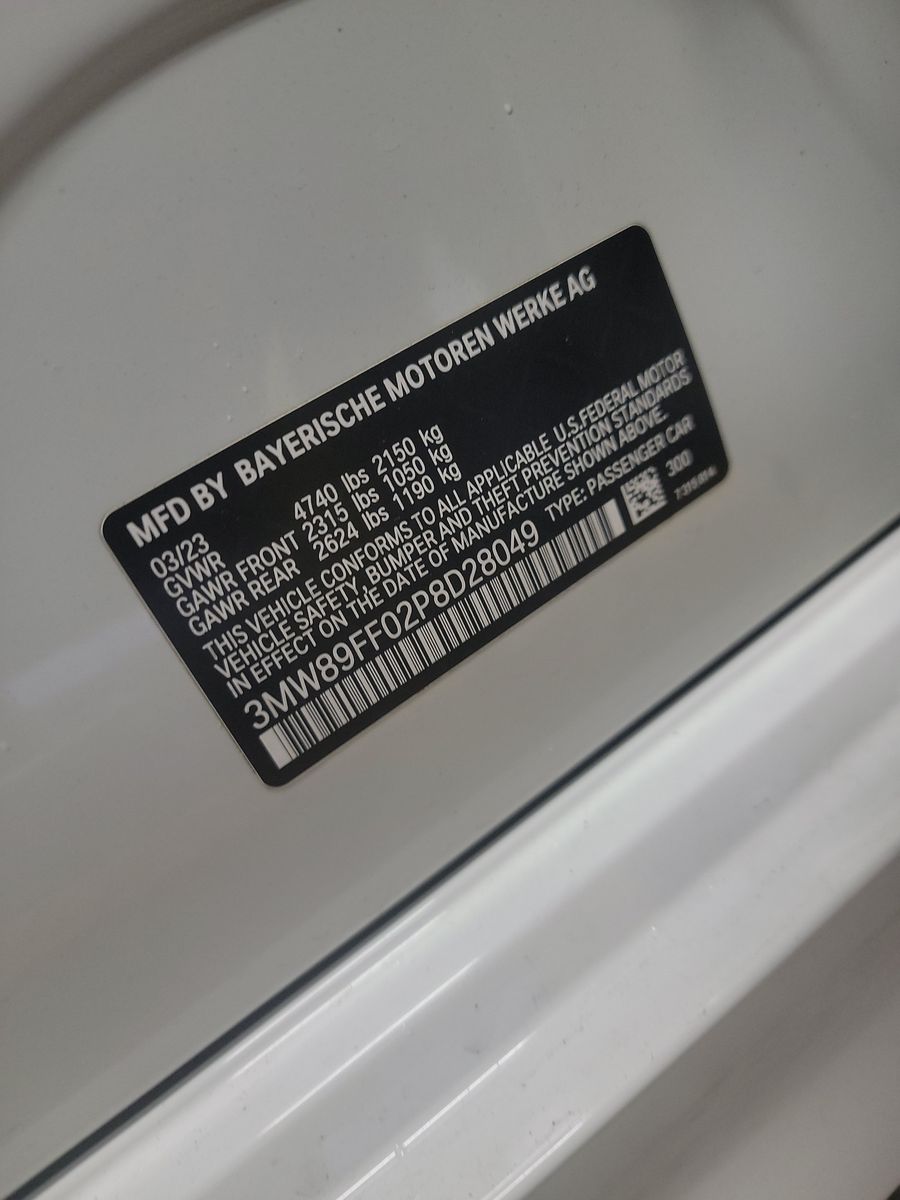 MFD BY BAYERISCHE MOTOREN WERKE AG
03/23
GVWR 4740 lbs 2150 kg
GAWR FRONT 2315 lbs 1050 kg
GAWR REAR 2624 lbs 1190 kg
THIS VEHICLE CONFORMS TO ALL APPLICABLE U.S.FEDERAL MOTOR
VEHICLE SAFETY, BUMPER AND THEFT PREVENTION STANDARDS
IN EFFECT ON THE DATE OF MANUFACTURE SHOWN ABOVE.
3MW89FF02P8D28049 TYPE: PASSENGER CAR
300